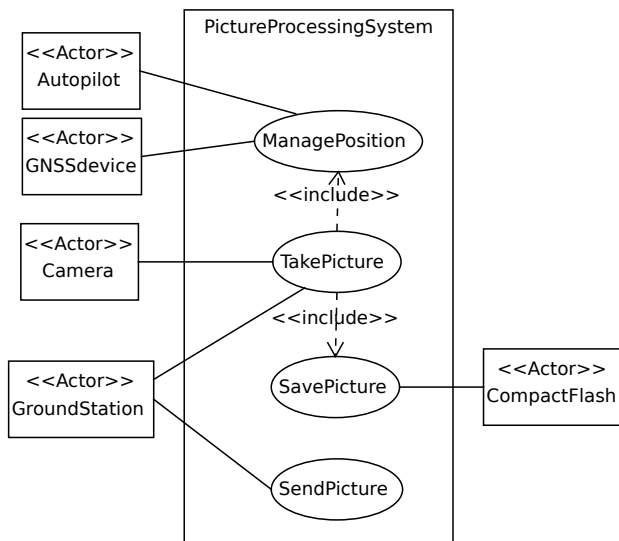 PictureProcessingSystem
<<Actor>>
Autopilot
<<Actor>>
GNSSdevice
ManagePosition
<<include>>
<<Actor>>
Camera
TakePicture
<<include>>
<<Actor>>
GroundStation
SavePicture
<<Actor>>
CompactFlash
SendPicture